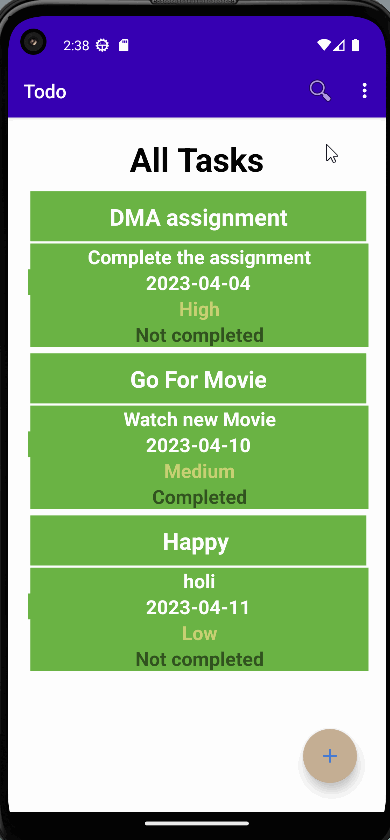 2:38
Todo
All Tasks
DMA assignment
Complete the assignment
2023-04-04
High
Not completed
Go For Movie
Watch new Movie
2023-04-10
Medium
Completed
Happy
holi
2023-04-11
Low
Not completed
+